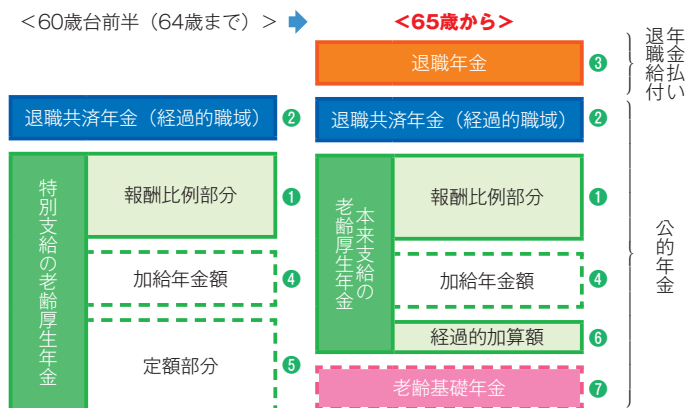 <60歳台前半（64歳まで）>
<65歳から>
退職年金 ❸
年金払い
退職給付
退職共済年金（経過的職域） ❷
退職共済年金（経過的職域） ❷
特別支給の老齢厚生年金
報酬比例部分 ❶
加給年金額 ❹
定額部分 ❺
本来支給の
老齢厚生年金
報酬比例部分 ❶
加給年金額 ❹
経過的加算額 ❻
老齢基礎年金 ❼
公的年金